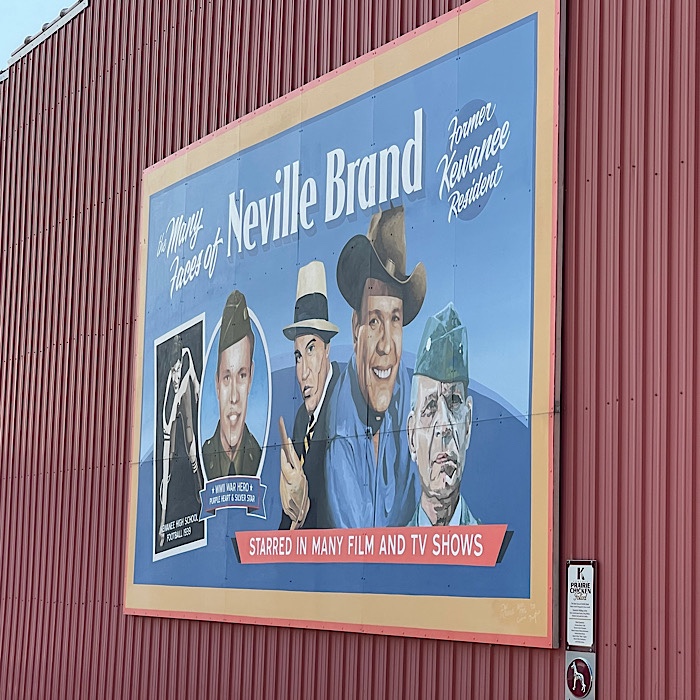 the Many
Faces of
Neville Brand
Former
Kewanee
Resident
KEWANEE HIGH SCHOOL
FOOTBALL 1939
WWII WAR HERO
PURPLE HEART & SILVER STAR
STARRED IN MANY FILM AND TV SHOWS
K
PRAIRIE
CHICKEN